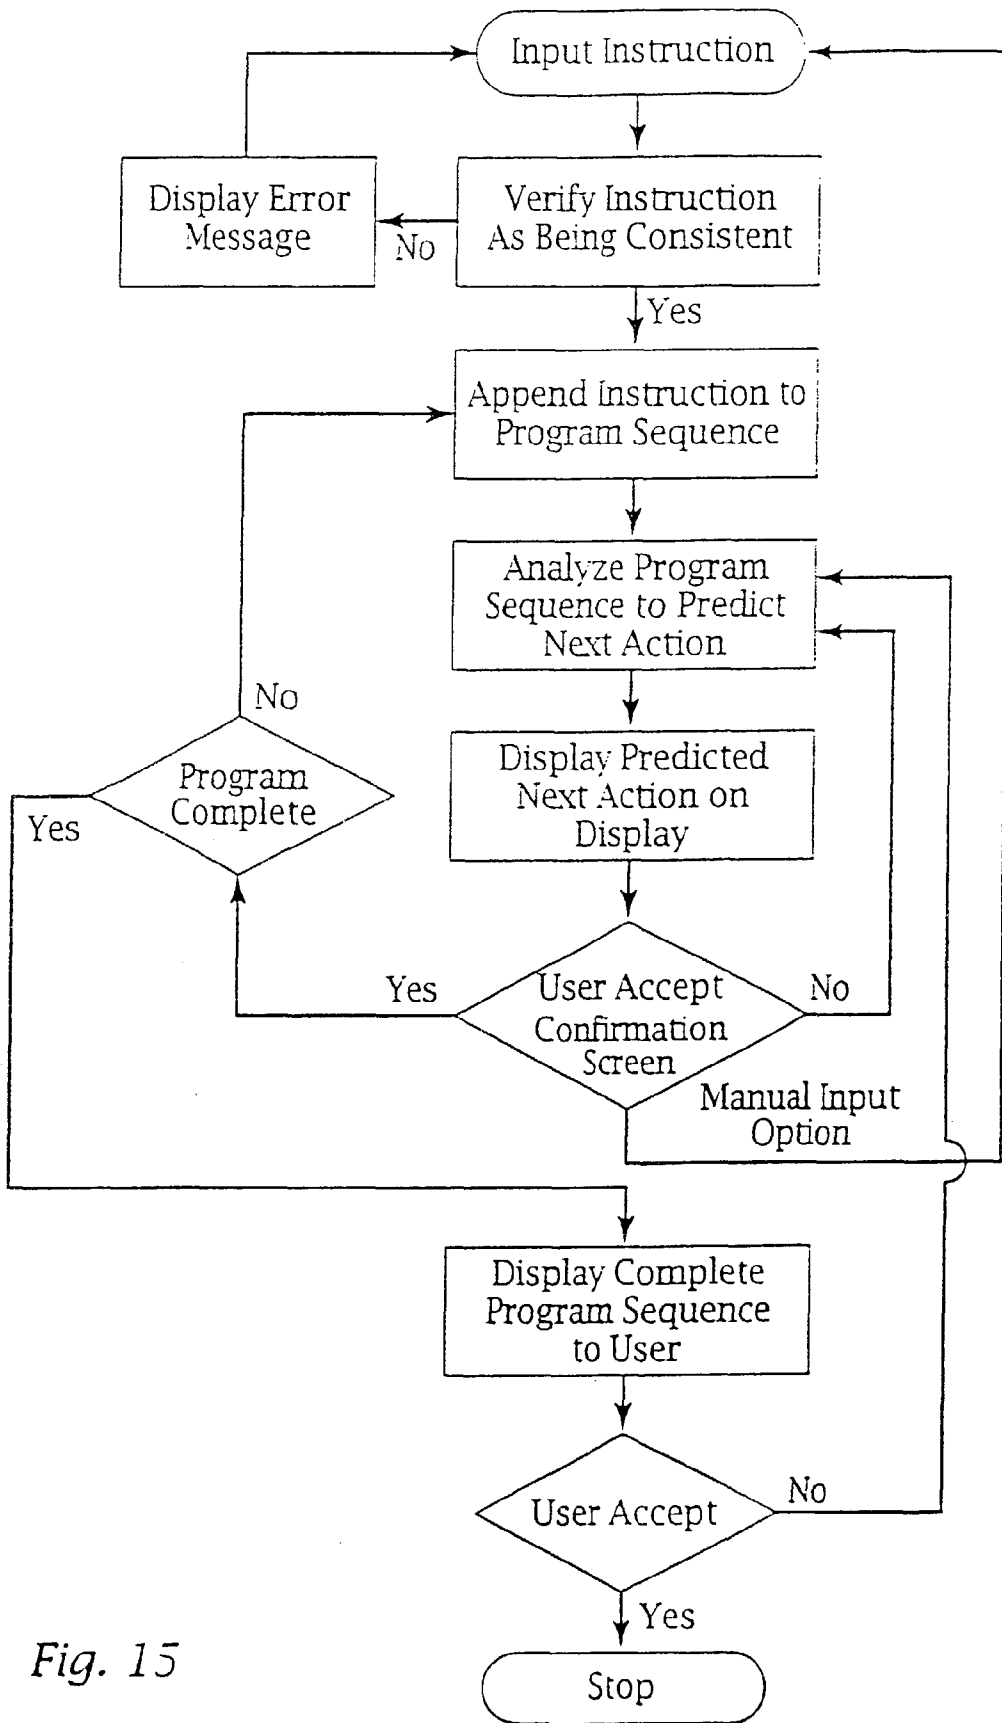 Input Instruction
Display Error
Message
No
Verify Instruction
As Being Consistent
Yes
Append Instruction to
Program Sequence
Analyze Program
Sequence to Predict
Next Action
No
Program
Complete
Yes
Display Predicted
Next Action on
Display
Yes
User Accept
Confirmation
Screen
No
Manual Input
Option
Display Complete
Program Sequence
to User
User Accept
No
Yes
Stop
Fig. 15